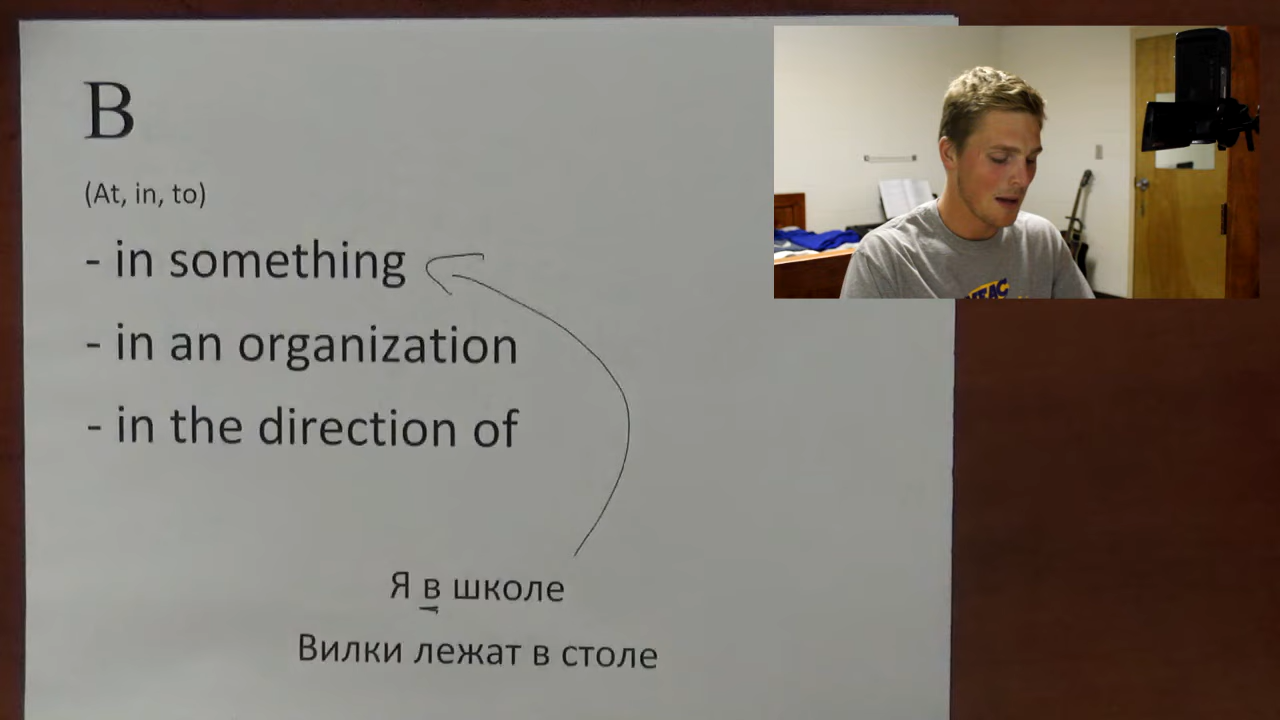 В
(At, in, to)
- in something
- in an organization
- in the direction of
Я в школе
Вилки лежат в столе